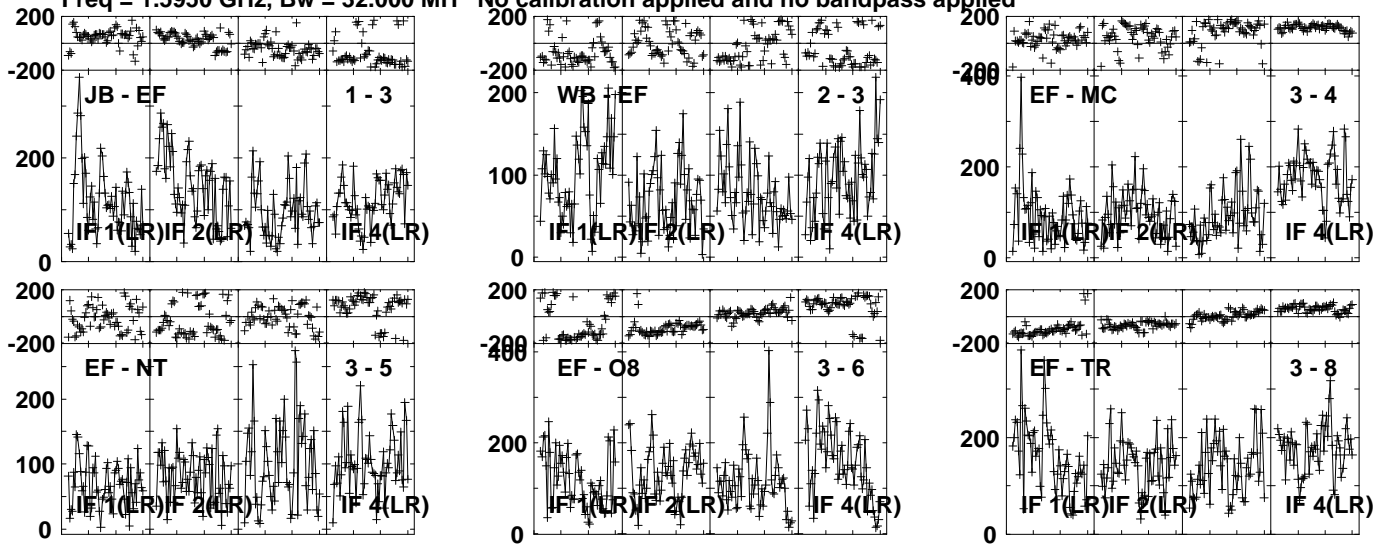 Freq = 1.5950 GHz, Bw = 32.000 MH No calibration applied and no bandpass applied
200
-200
JB - EF
1 - 3
200
0
IF 1(LR)
IF 2(LR)
IF 4(LR)
200
-200
WB - EF
2 - 3
200
100
0
IF 1(LR)
IF 2(LR)
IF 4(LR)
200
-200
400
EF - MC
3 - 4
200
0
IF 1(LR)
IF 2(LR)
IF 4(LR)
200
-200
EF - NT
3 - 5
200
100
0
IF 1(LR)
IF 2(LR)
IF 4(LR)
200
-200
400
EF - O8
3 - 6
200
0
IF 1(LR)
IF 2(LR)
IF 4(LR)
200
-200
EF - TR
3 - 8
200
0
IF 1(LR)
IF 2(LR)
IF 4(LR)